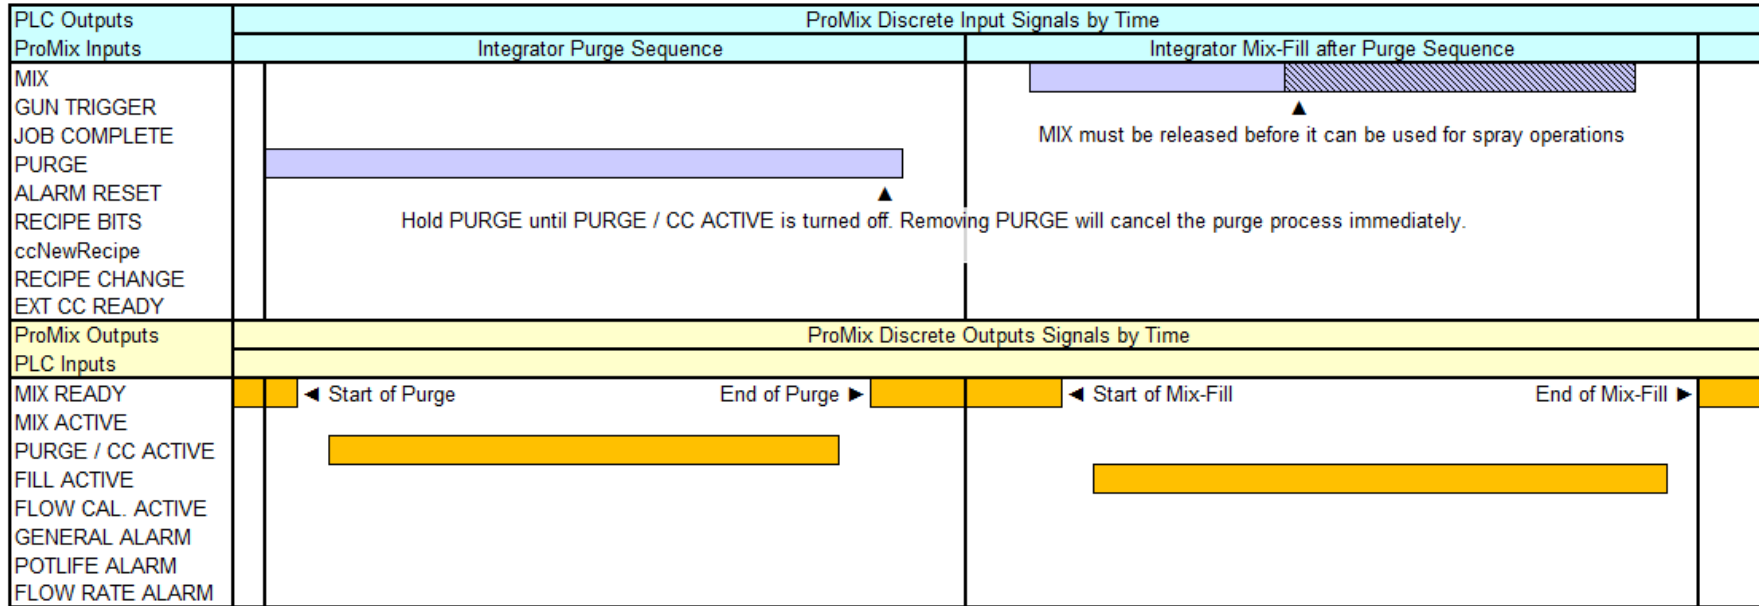 PLC Outputs
ProMix Discrete Input Signals by Time
ProMix Inputs
Integrator Purge Sequence
Integrator Mix-Fill after Purge Sequence
MIX
GUN TRIGGER
▲
JOB COMPLETE
MIX must be released before it can be used for spray operations
PURGE
ALARM RESET
▲
RECIPE BITS
Hold PURGE until PURGE / CC ACTIVE is turned off. Removing PURGE will cancel the purge process immediately.
ccNewRecipe
RECIPE CHANGE
EXT CC READY
ProMix Outputs
ProMix Discrete Outputs Signals by Time
PLC Inputs
MIX READY
◄ Start of Purge
End of Purge ►
◄ Start of Mix-Fill
End of Mix-Fill ►
MIX ACTIVE
PURGE / CC ACTIVE
FILL ACTIVE
FLOW CAL. ACTIVE
GENERAL ALARM
POTLIFE ALARM
FLOW RATE ALARM